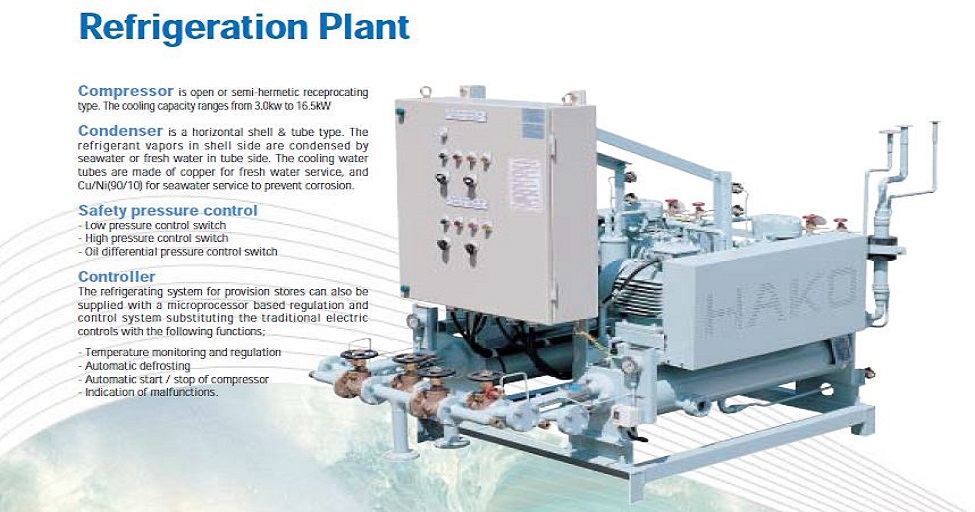 Refrigeration Plant
Compressor is open or semi-hermetic receprocating
type. The cooling capacity ranges from 3.0kw to 16.5kW
Condenser is a horizontal shell & tube type. The
refrigerant vapors in shell side are condensed by
seawater or fresh water in tube side. The cooling water
tubes are made of copper for fresh water service, and
Cu/Ni(90/10) for seawater service to prevent corrosion.
Safety pressure control
- Low pressure control switch
- High pressure control switch
- Oil differential pressure control switch
Controller
The refrigerating system for provision stores can also be
supplied with a microprocessor based regulation and
control system substituting the traditional electric
controls with the following functions;
- Temperature monitoring and regulation
- Automatic defrosting
- Automatic start / stop of compressor
- Indication of malfunctions.
HAKO